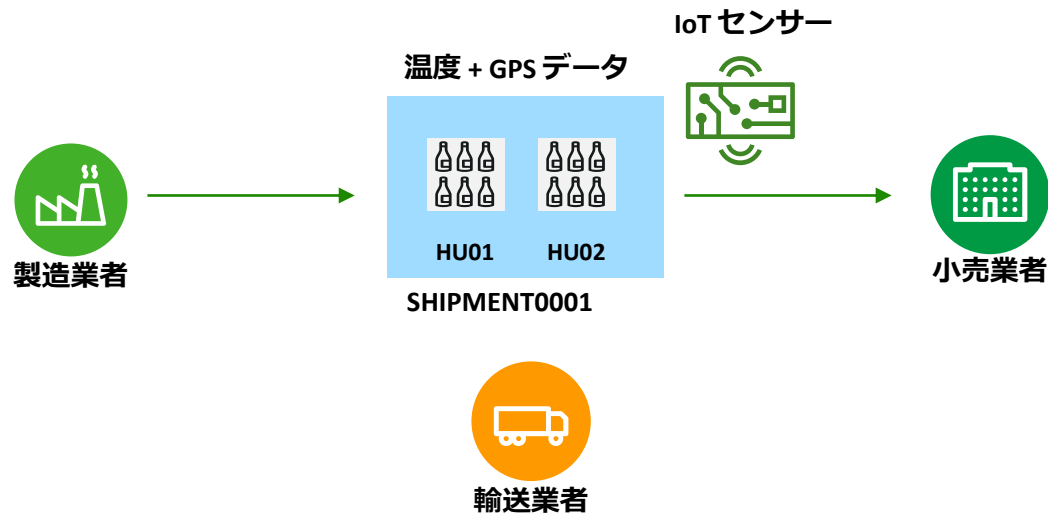 IoT センサー
温度 + GPS データ
HU01
HU02
製造業者
小売業者
SHIPMENT0001
輸送業者